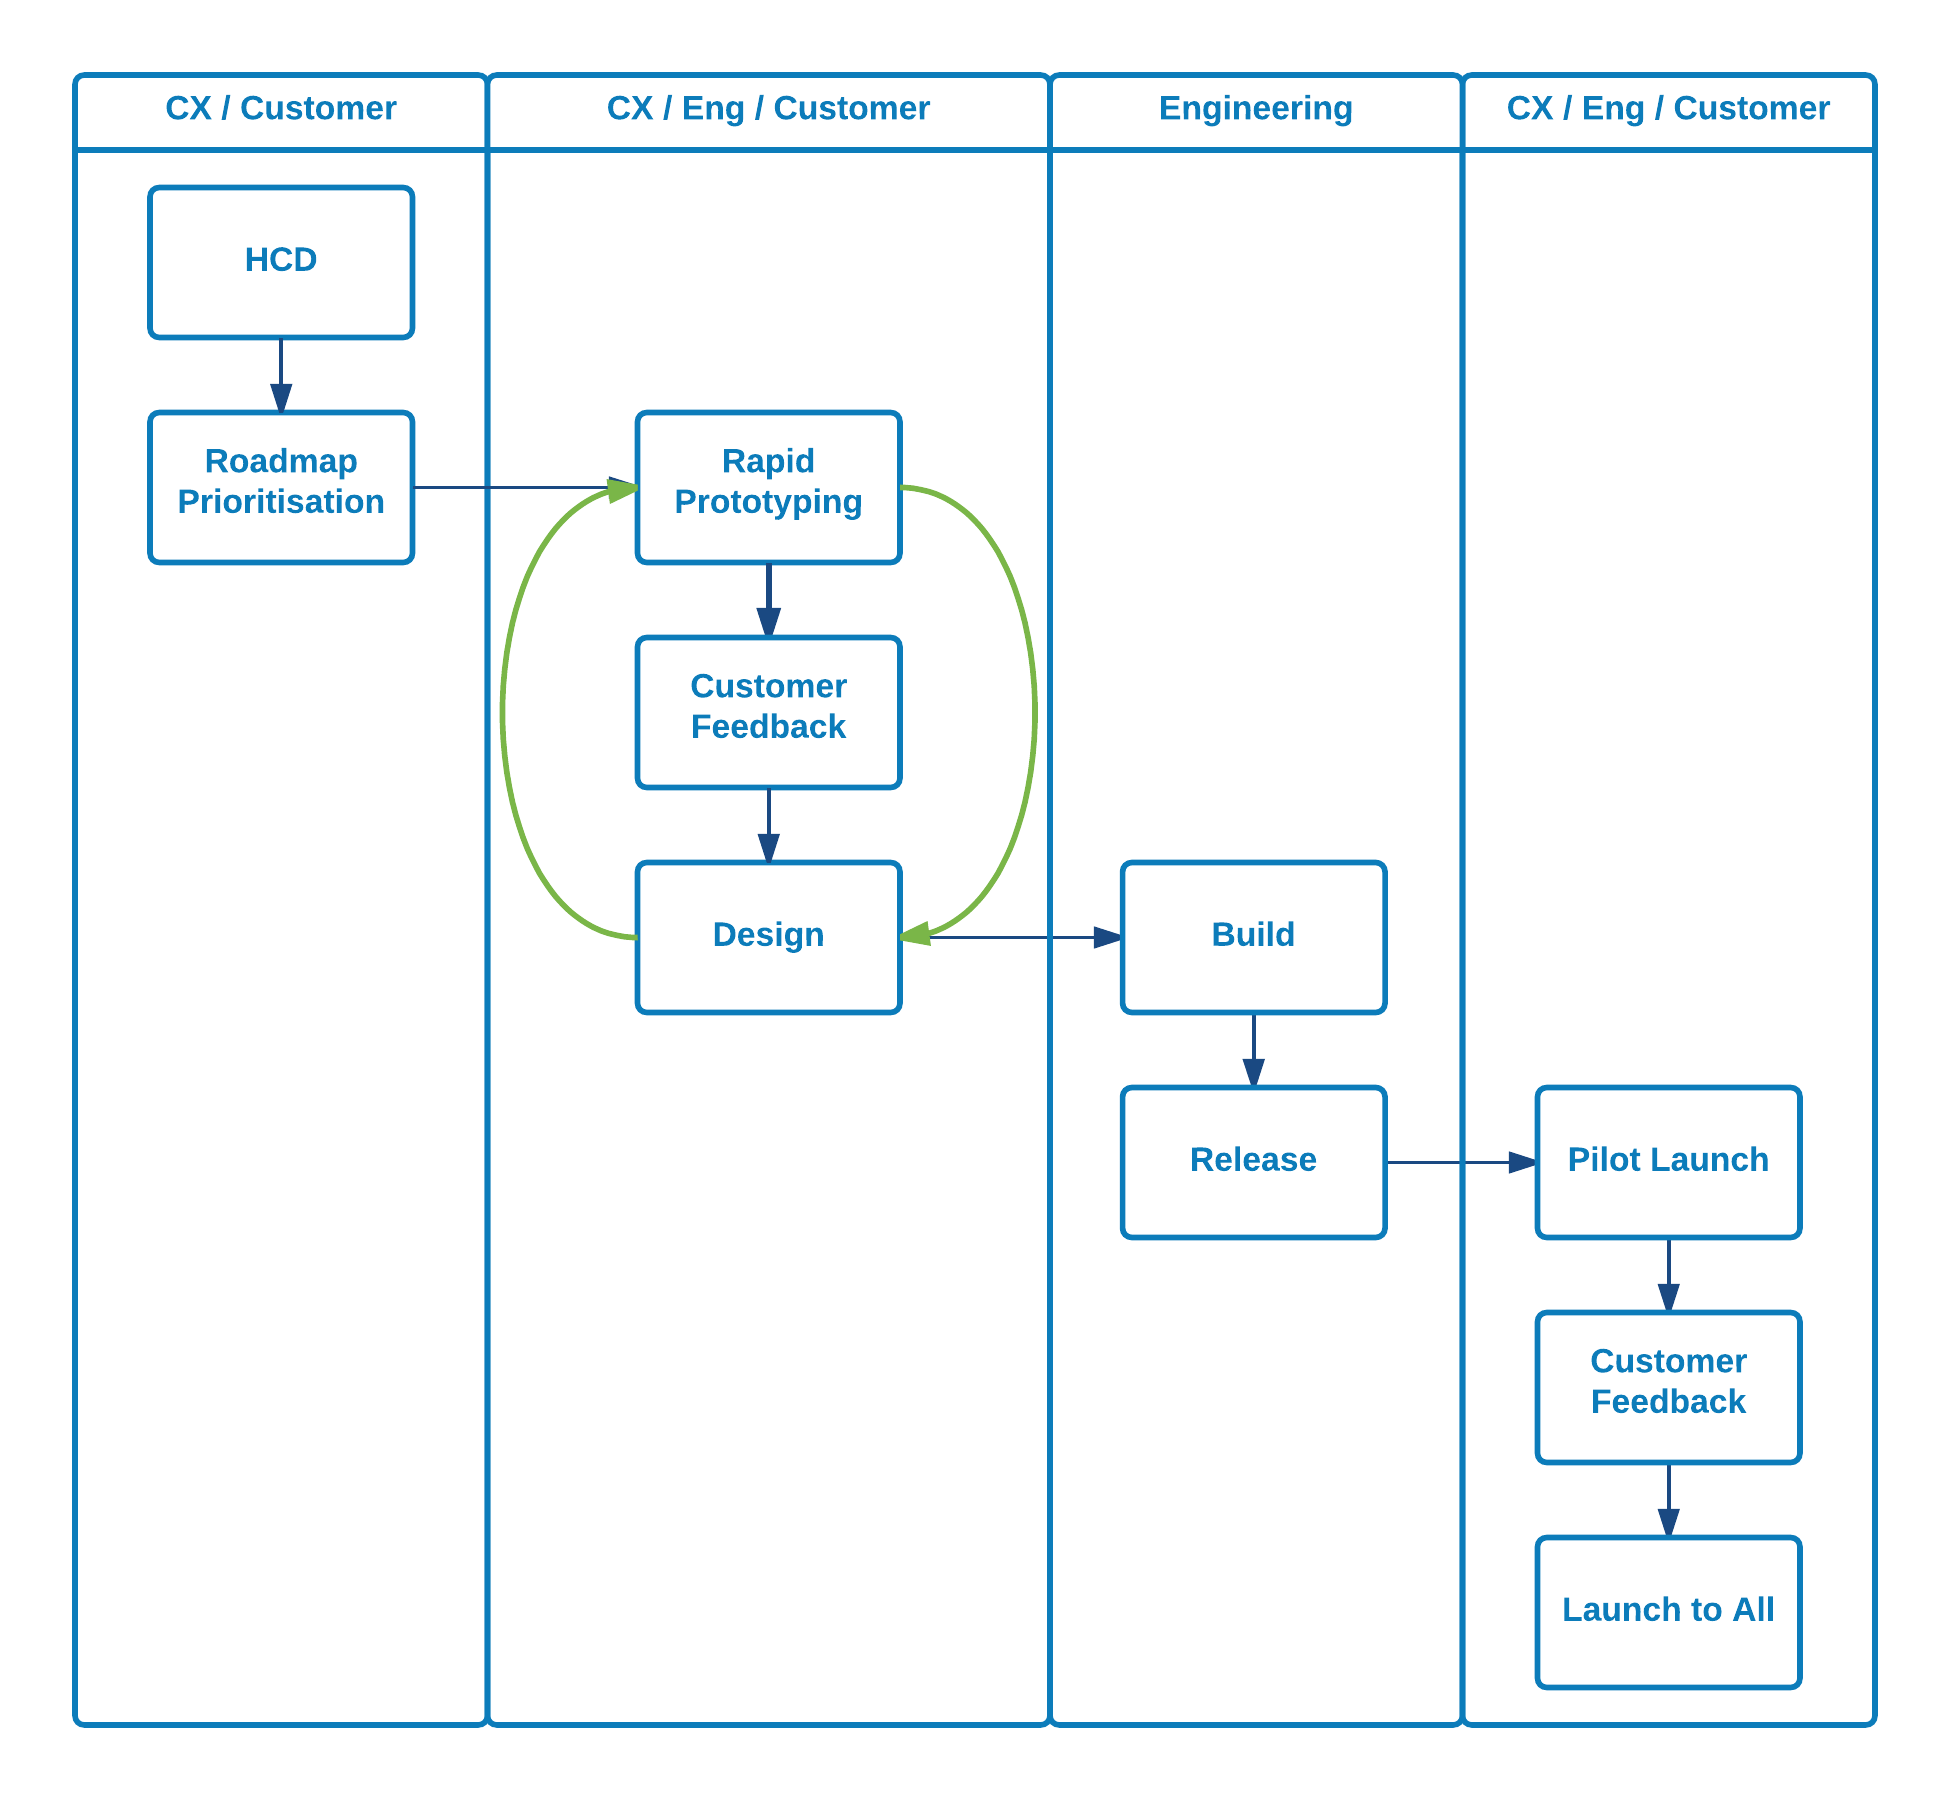 CX / Customer
CX / Eng / Customer
Engineering
CX / Eng / Customer
HCD
Roadmap
Prioritisation
Rapid
Prototyping
Customer
Feedback
Design
Build
Release
Pilot Launch
Customer
Feedback
Launch to All